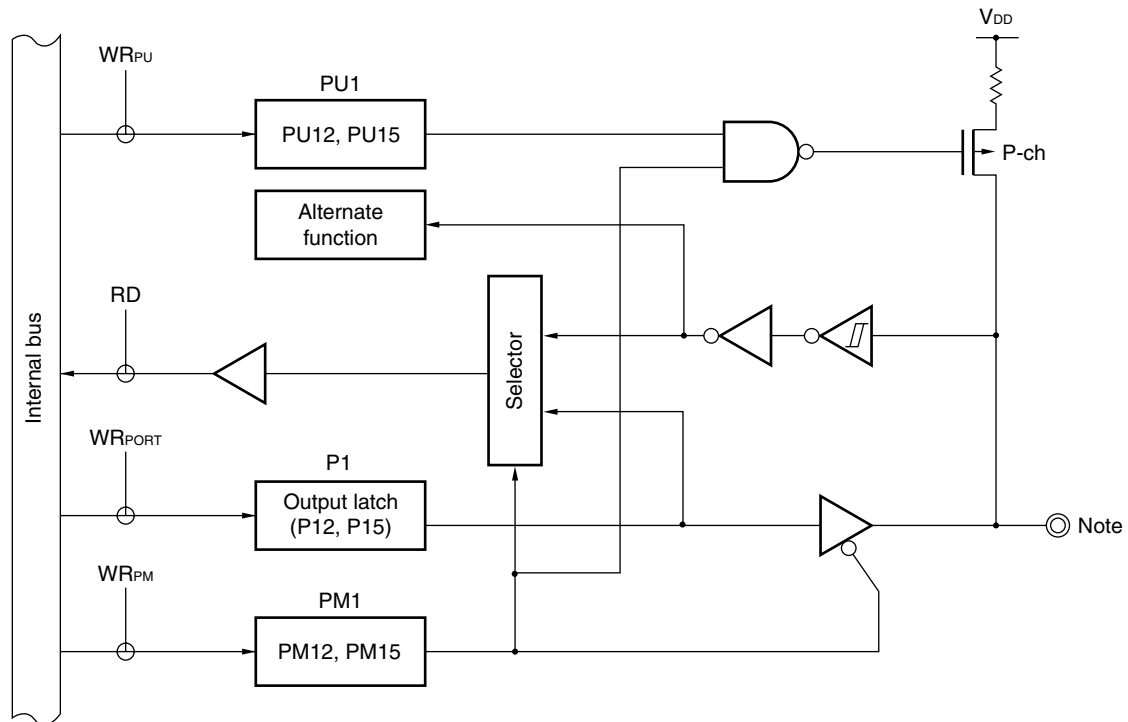 VDD
WRPU
PU1
PU12, PU15
P-ch
Alternate
function
RD
Internal bus
Selector
WRPORT
P1
Output latch
(P12, P15)
Note
WRPM
PM1
PM12, PM15